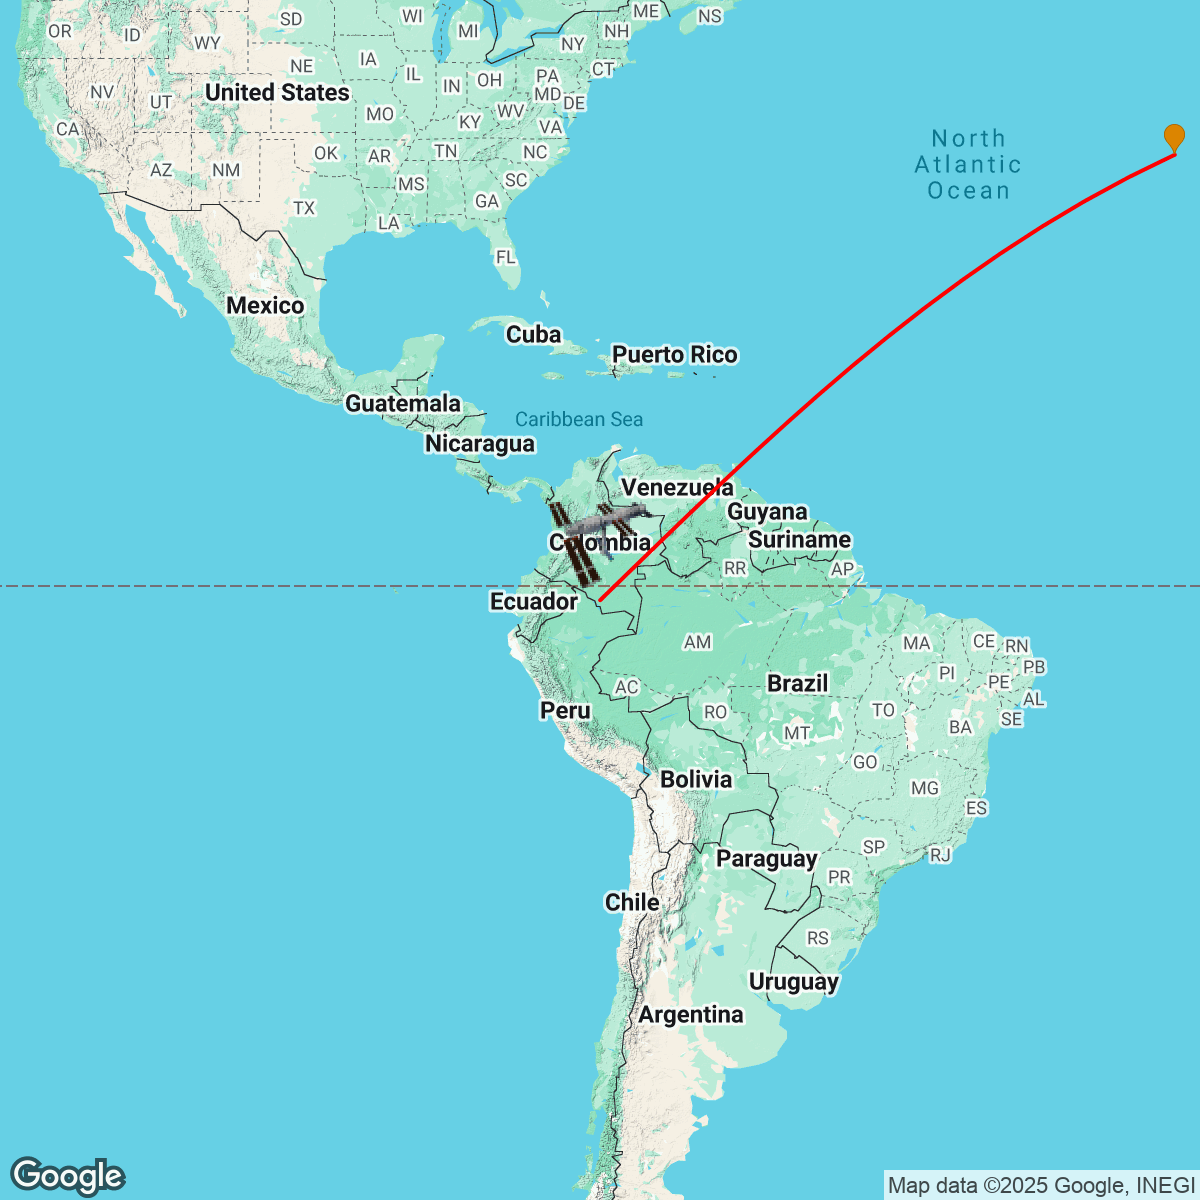 SD
WI
ME
NS
OR
ID
WY
MI
NH
NY
IA
NE
IL
IN
OH
PA
CT
NV
UT
United States
MD
DE
MO
KY
WV
VA
CA
North
Atlantic
Ocean
OK
AR
TN
NC
AZ
NM
MS
SC
TX
GA
LA
FL
Mexico
Cuba
Puerto Rico
Guatemala
Caribbean Sea
Nicaragua
Venezuela
Guyana
Colombia
Suriname
RR
AP
Ecuador
AM
MA
CE
RN
PI
PB
AC
Brazil
PE
AL
Peru
RO
TO
SE
MT
BA
GO
Bolivia
MG
ES
SP
RJ
Paraguay
PR
Chile
RS
Uruguay
Argentina
Google
Map data ©2025 Google, INEGI